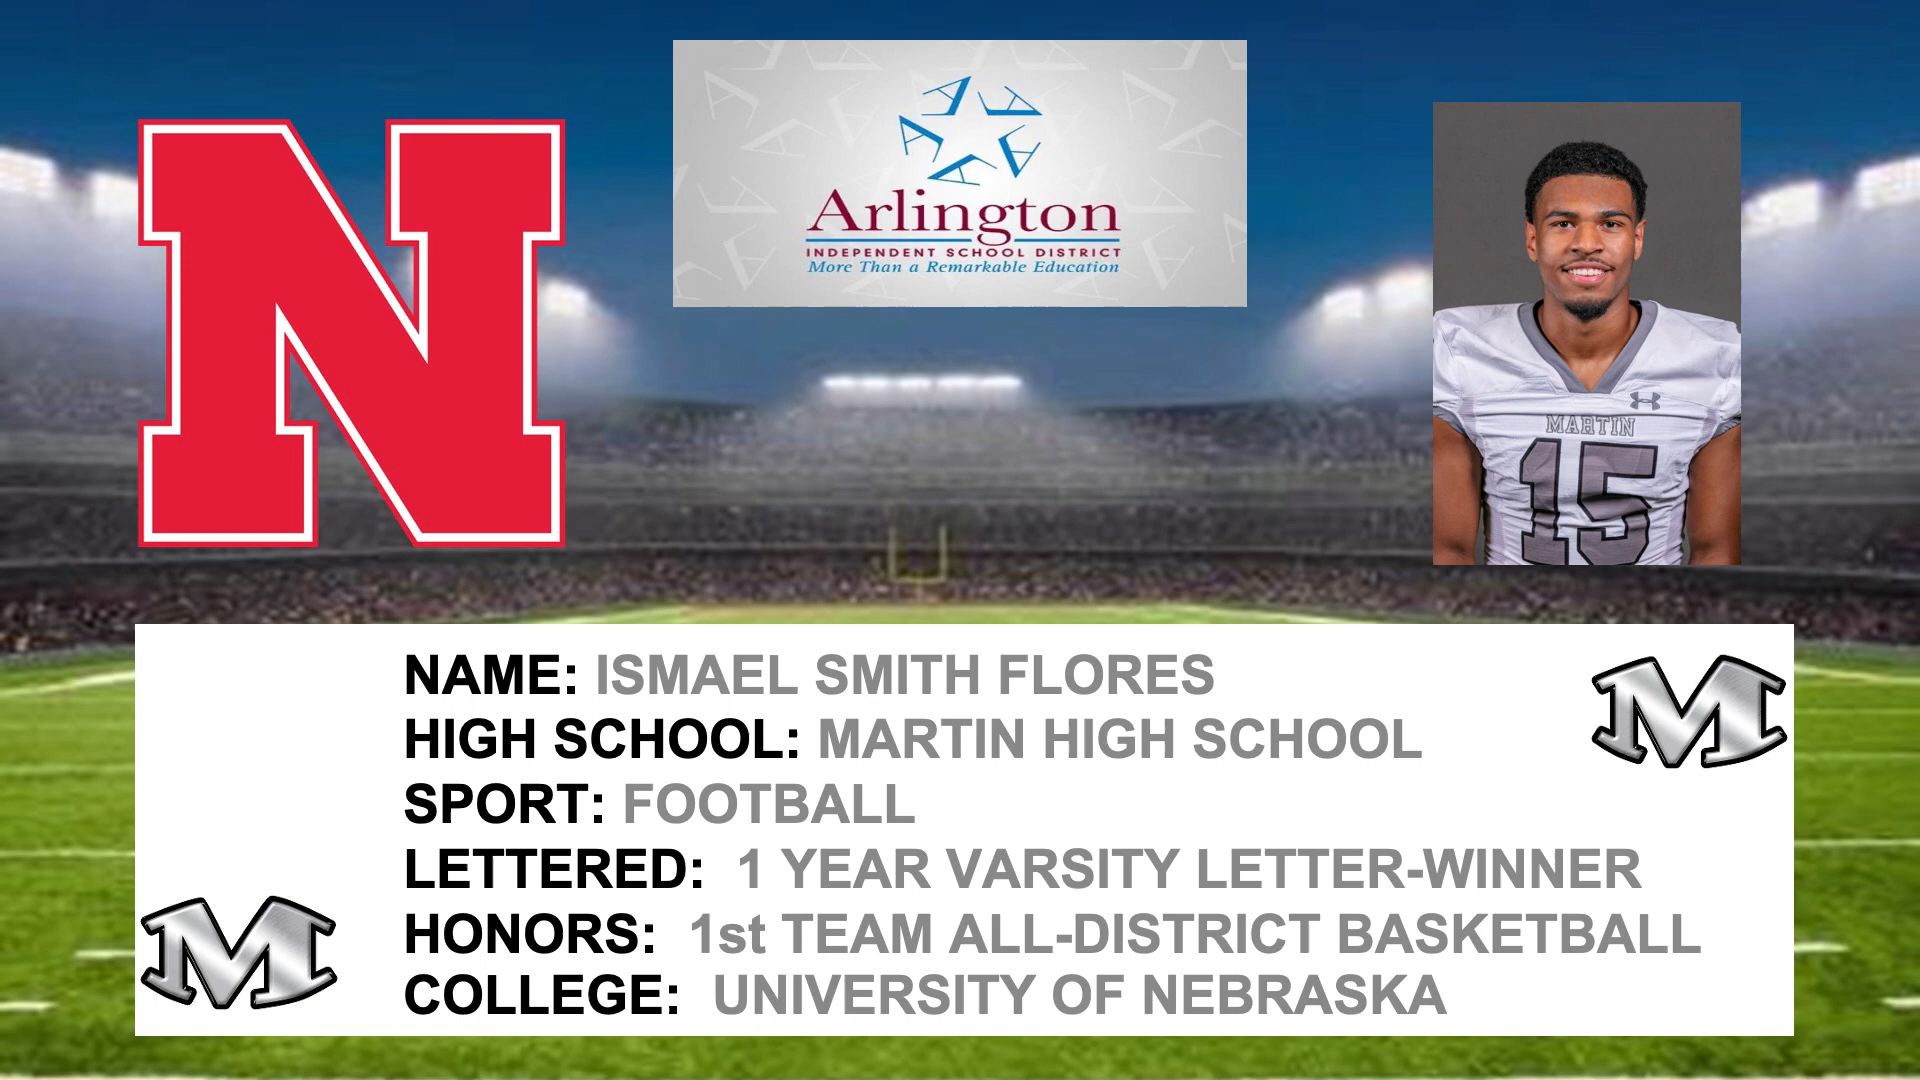 N
Arlington
INDEPENDENT SCHOOL DISTRICT
More Than a Remarkable Education
MARTIN
15
NAME: ISMAEL SMITH FLORES
HIGH SCHOOL: MARTIN HIGH SCHOOL
SPORT: FOOTBALL
LETTERED: 1 YEAR VARSITY LETTER-WINNER
HONORS: 1st TEAM ALL-DISTRICT BASKETBALL
COLLEGE: UNIVERSITY OF NEBRASKA
M
M